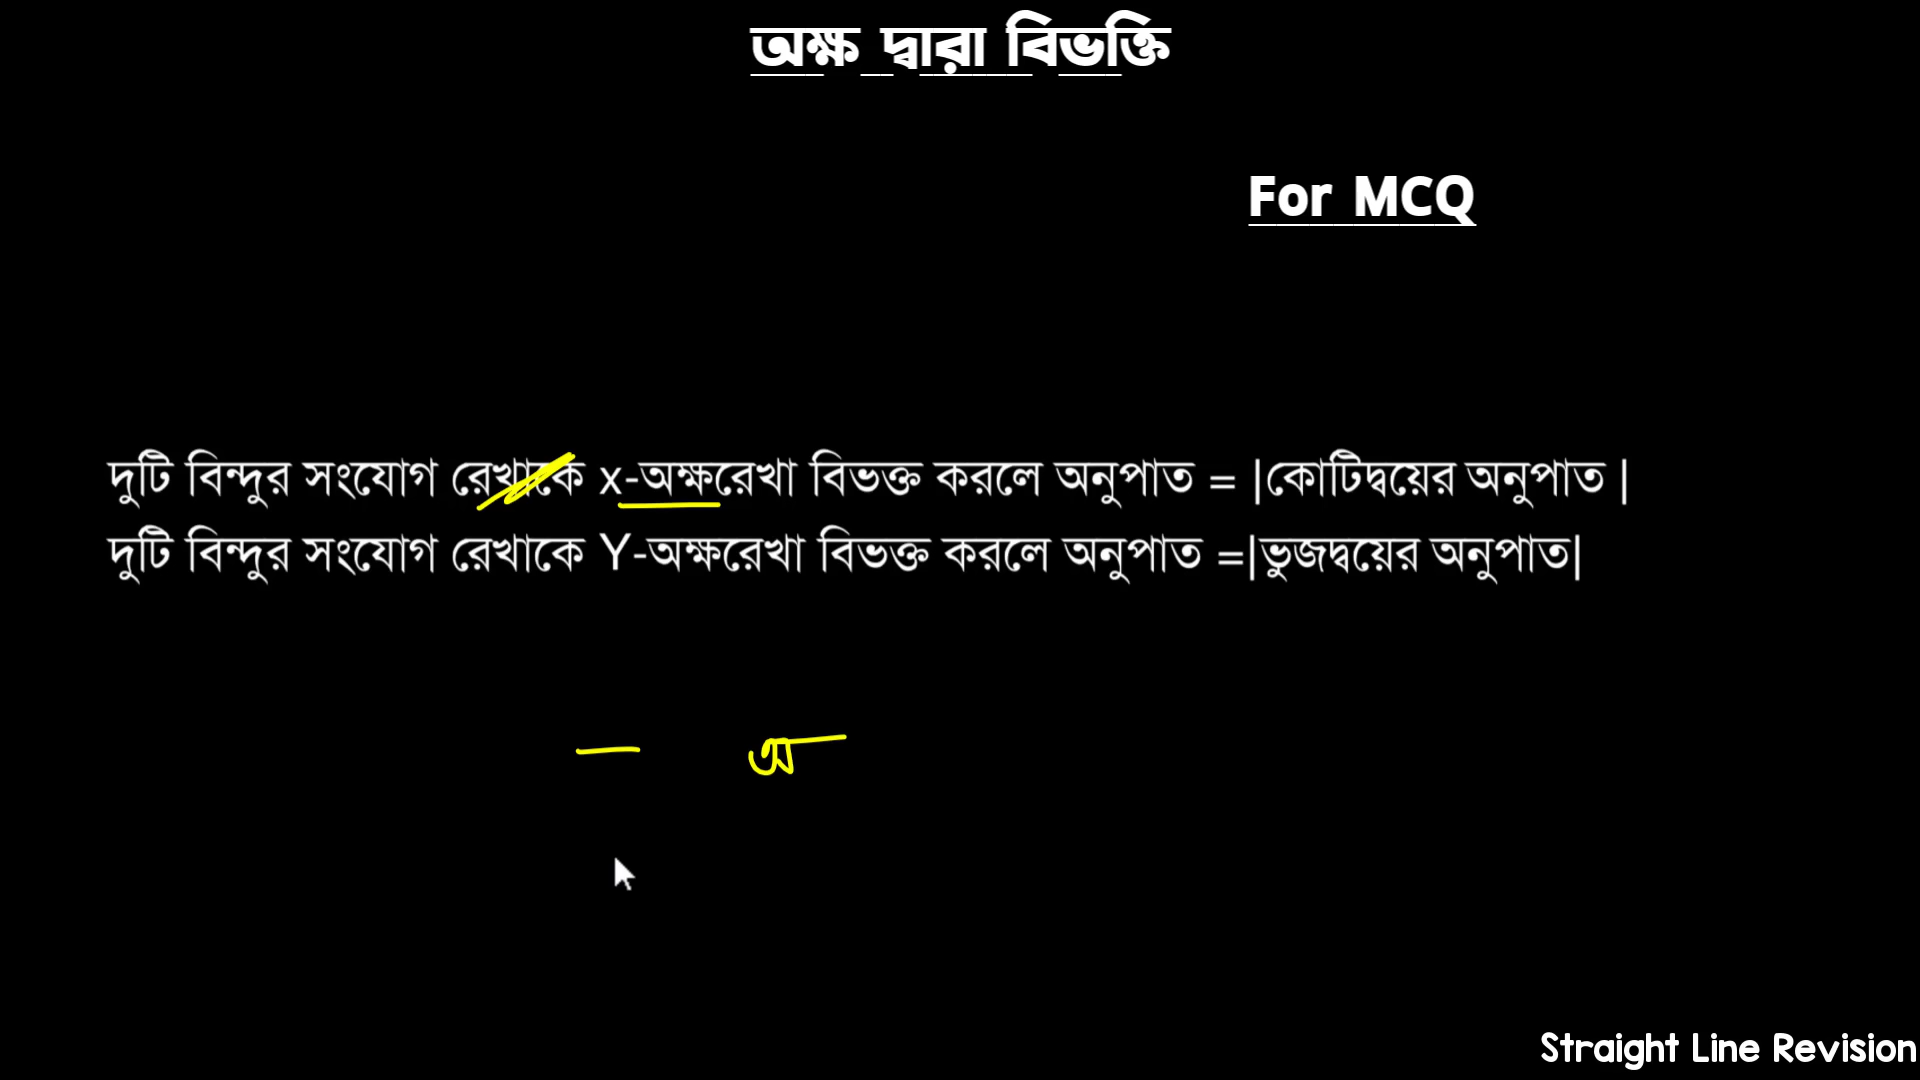 অক্ষ দ্বারা বিভক্তি
For MCQ
দুটি বিন্দুর সংযোগ রেখাকে x-অক্ষরেখা বিভক্ত করলে অনুপাত = |কোটিদ্বয়ের অনুপাত |
দুটি বিন্দুর সংযোগ রেখাকে Y-অক্ষরেখা বিভক্ত করলে অনুপাত =|ভুজদ্বয়ের অনুপাত|
অ
Straight Line Revision